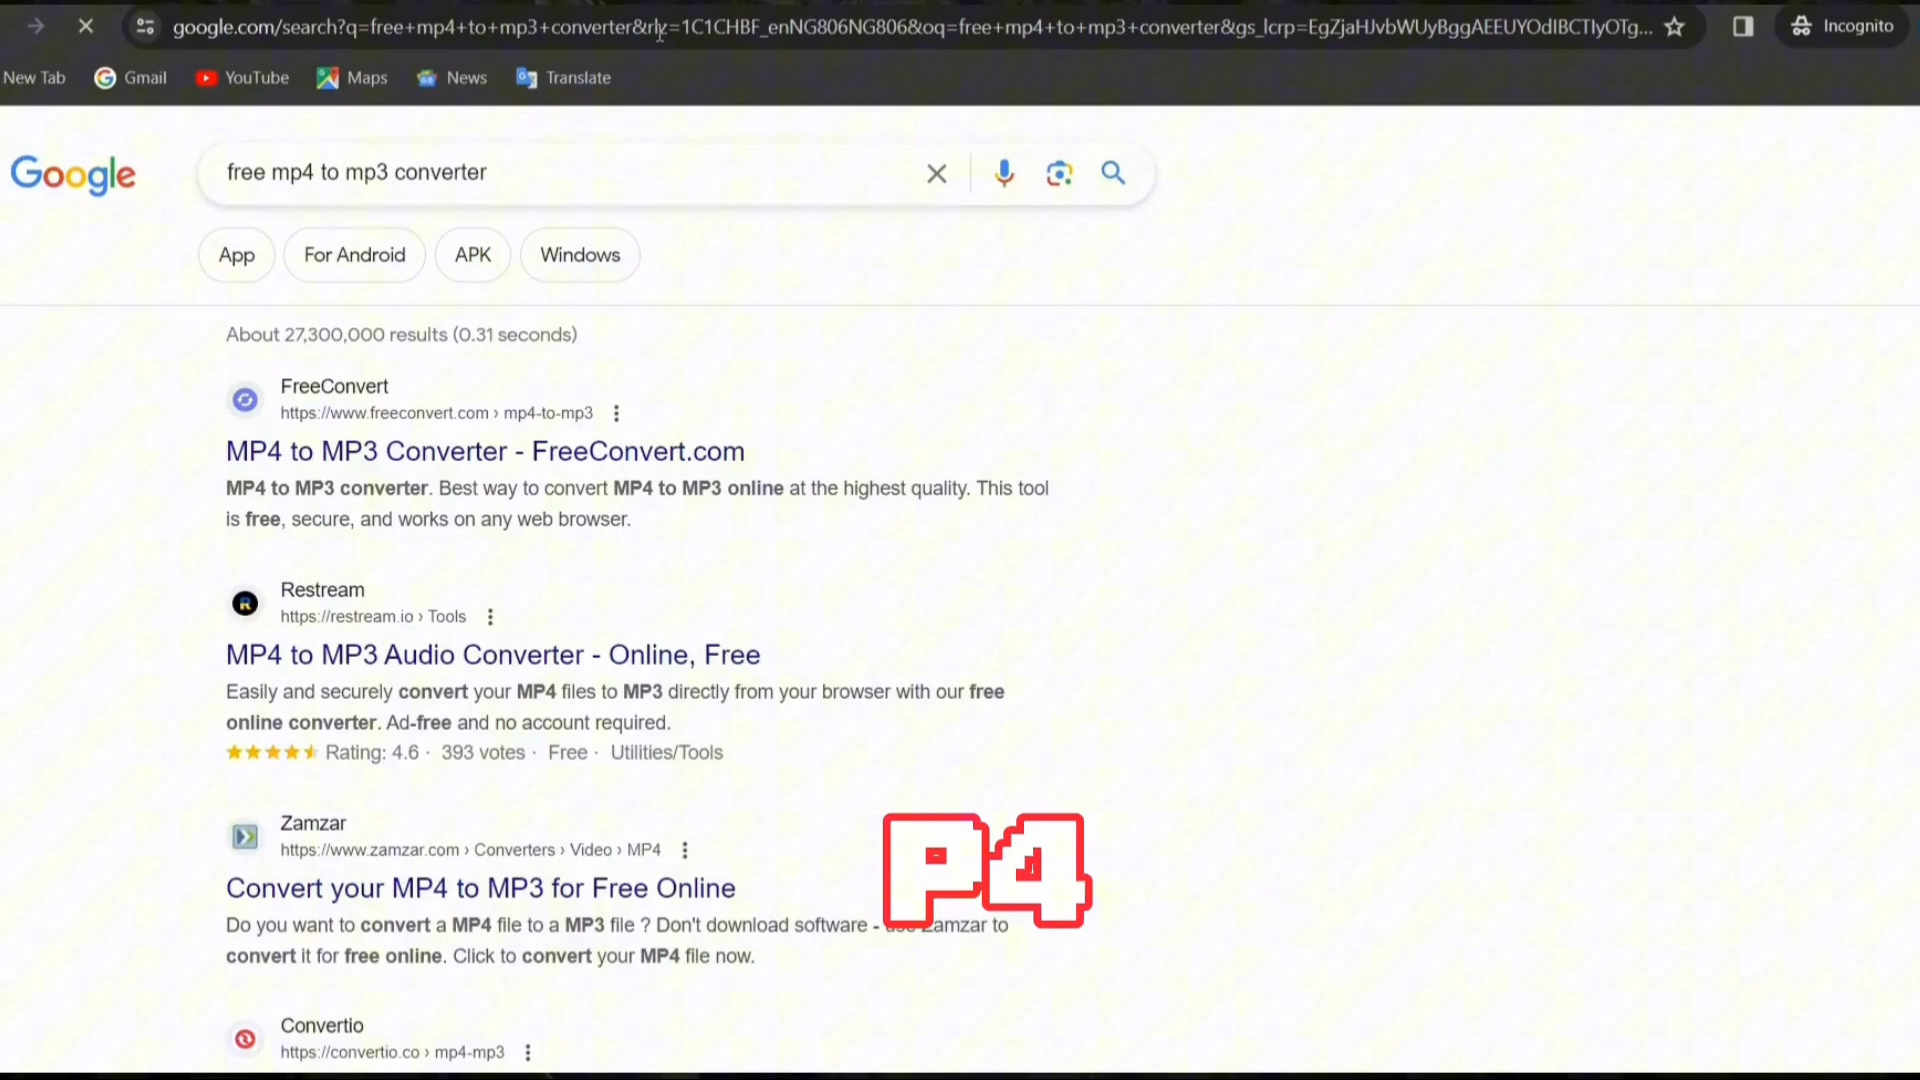 google.com/search?q=free+mp4+to+mp3+converter&rlz=1C1CHBF_enNG806NG806&oq=free+mp4+to+mp3+converter&gs_lcrp=EgZjaHJvbWUyBggAEEUYOdIBCTIyOTg... Incognito
New Tab Gmail YouTube Maps News Translate
Google free mp4 to mp3 converter
App For Android APK Windows
About 27,300,000 results (0.31 seconds)
FreeConvert
https://www.freeconvert.com › mp4-to-mp3
MP4 to MP3 Converter - FreeConvert.com
MP4 to MP3 converter. Best way to convert MP4 to MP3 online at the highest quality. This tool
is free, secure, and works on any web browser.
Restream
https://restream.io › Tools
MP4 to MP3 Audio Converter - Online, Free
Easily and securely convert your MP4 files to MP3 directly from your browser with our free
online converter. Ad-free and no account required.
Rating: 4.6 · 393 votes · Free · Utilities/Tools
Zamzar
https://www.zamzar.com › Converters › Video › MP4
Convert your MP4 to MP3 for Free Online
P4
Do you want to convert a MP4 file to a MP3 file ? Don't download software - use Zamzar to
convert it for free online. Click to convert your MP4 file now.
Convertio
https://convertio.co › mp4-mp3